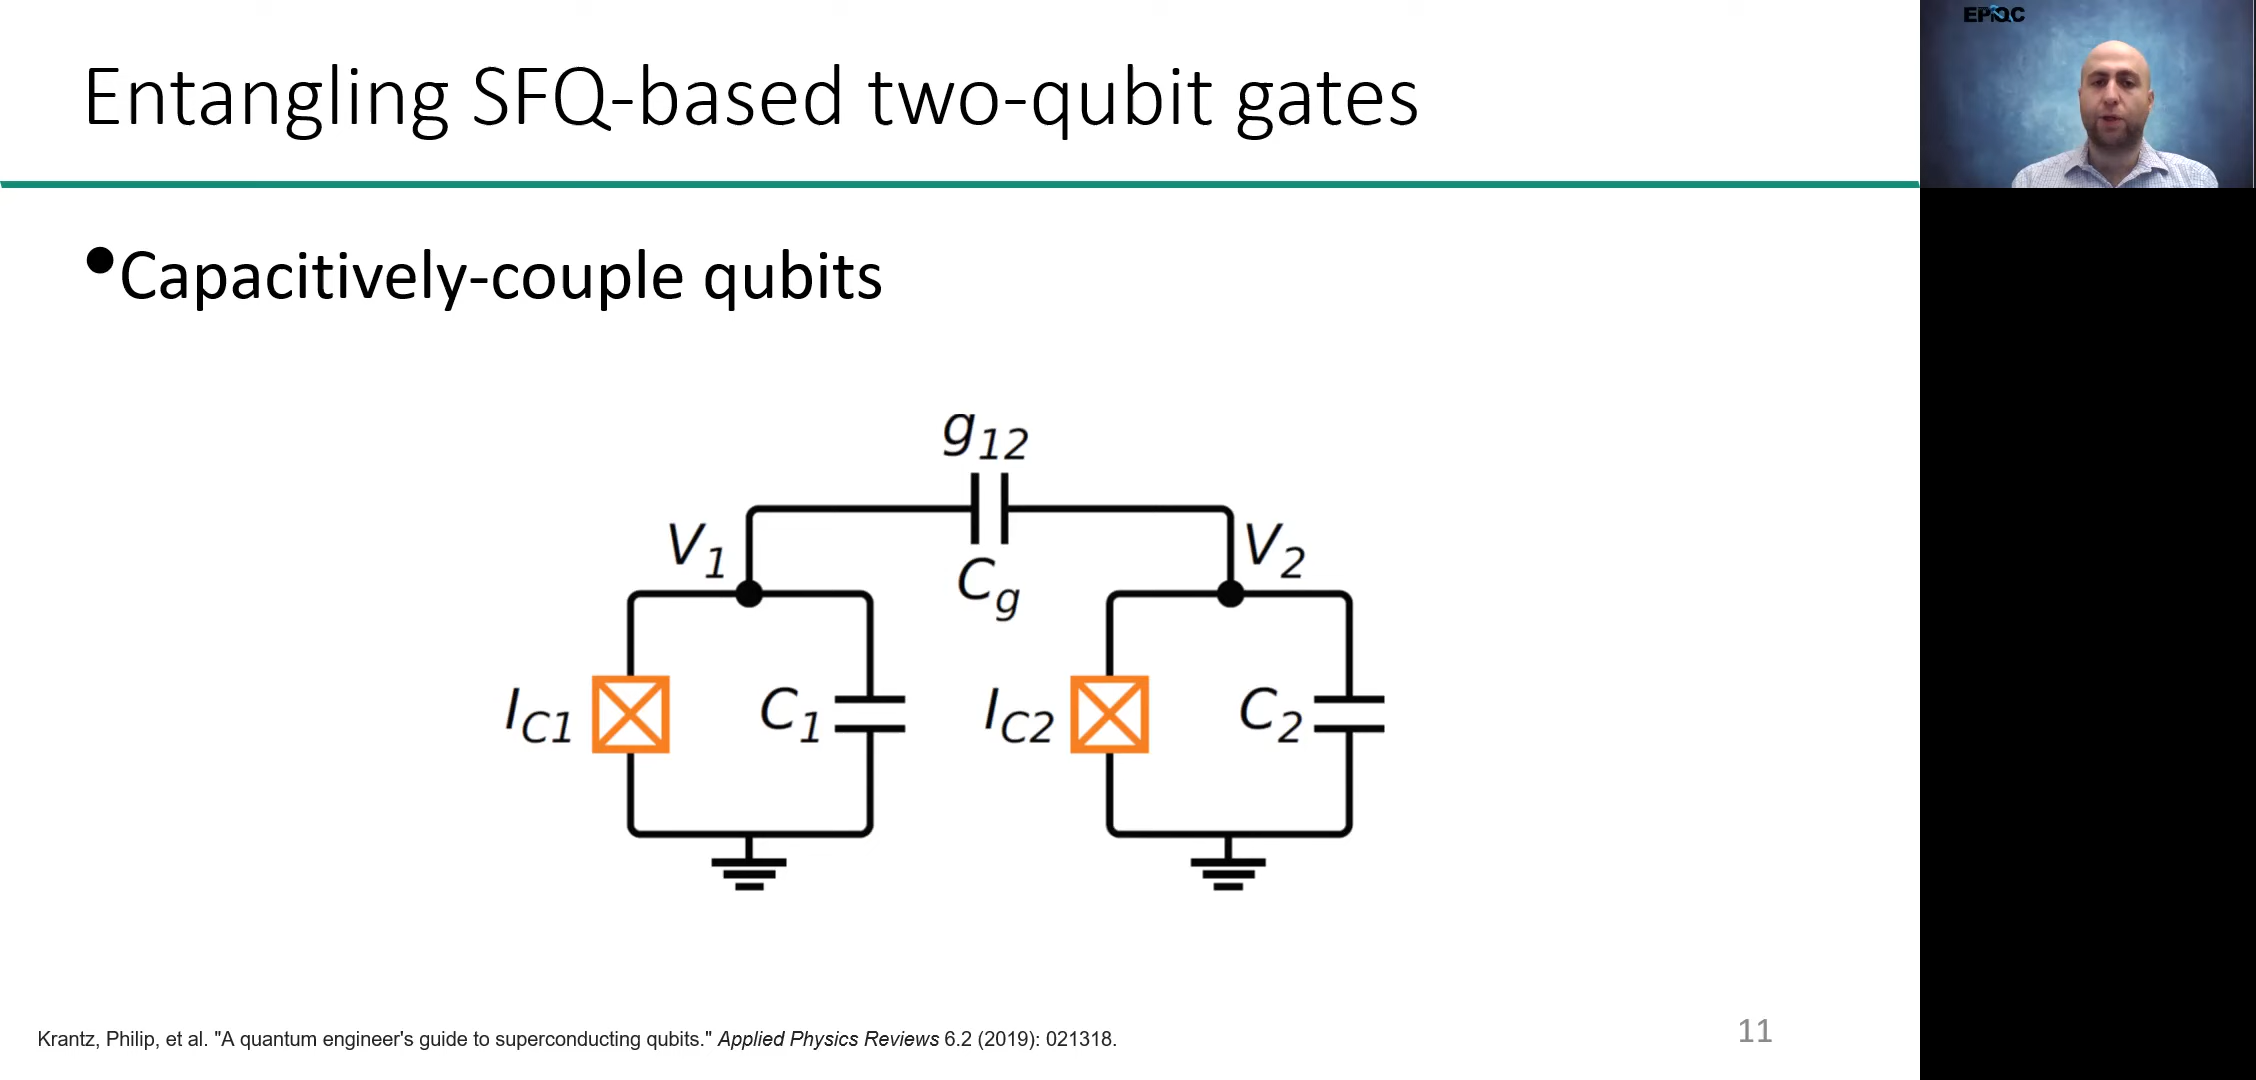 Entangling SFQ-based two-qubit gates
EPiQC
•Capacitively-couple qubits
g12
V1
V2
Cg
IC1
C1
IC2
C2
Krantz, Philip, et al. "A quantum engineer's guide to superconducting qubits." Applied Physics Reviews 6.2 (2019): 021318.
11